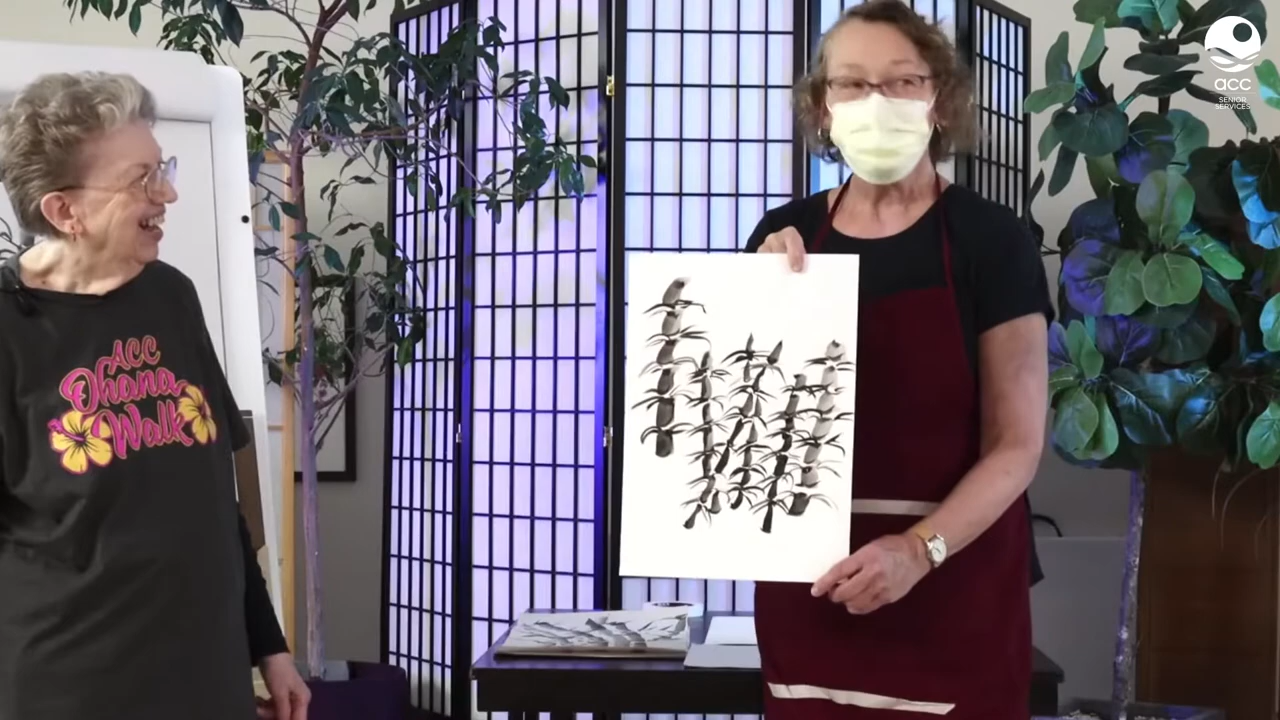 ACC
Ohana
Walk
acc
SENIOR
SERVICES